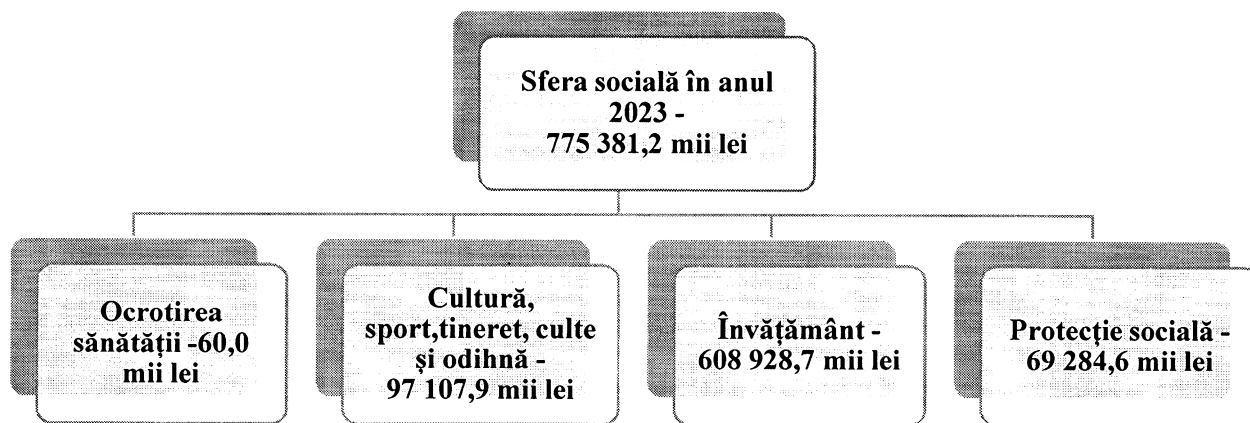 Sfera socială în anul
2023 -
775 381,2 mii lei
Ocrotirea
sănătății -60,0
mii lei
Cultură,
sport,tineret, culte
și odihnă -
97 107,9 mii lei
Învățământ -
608 928,7 mii lei
Protecție socială -
69 284,6 mii lei